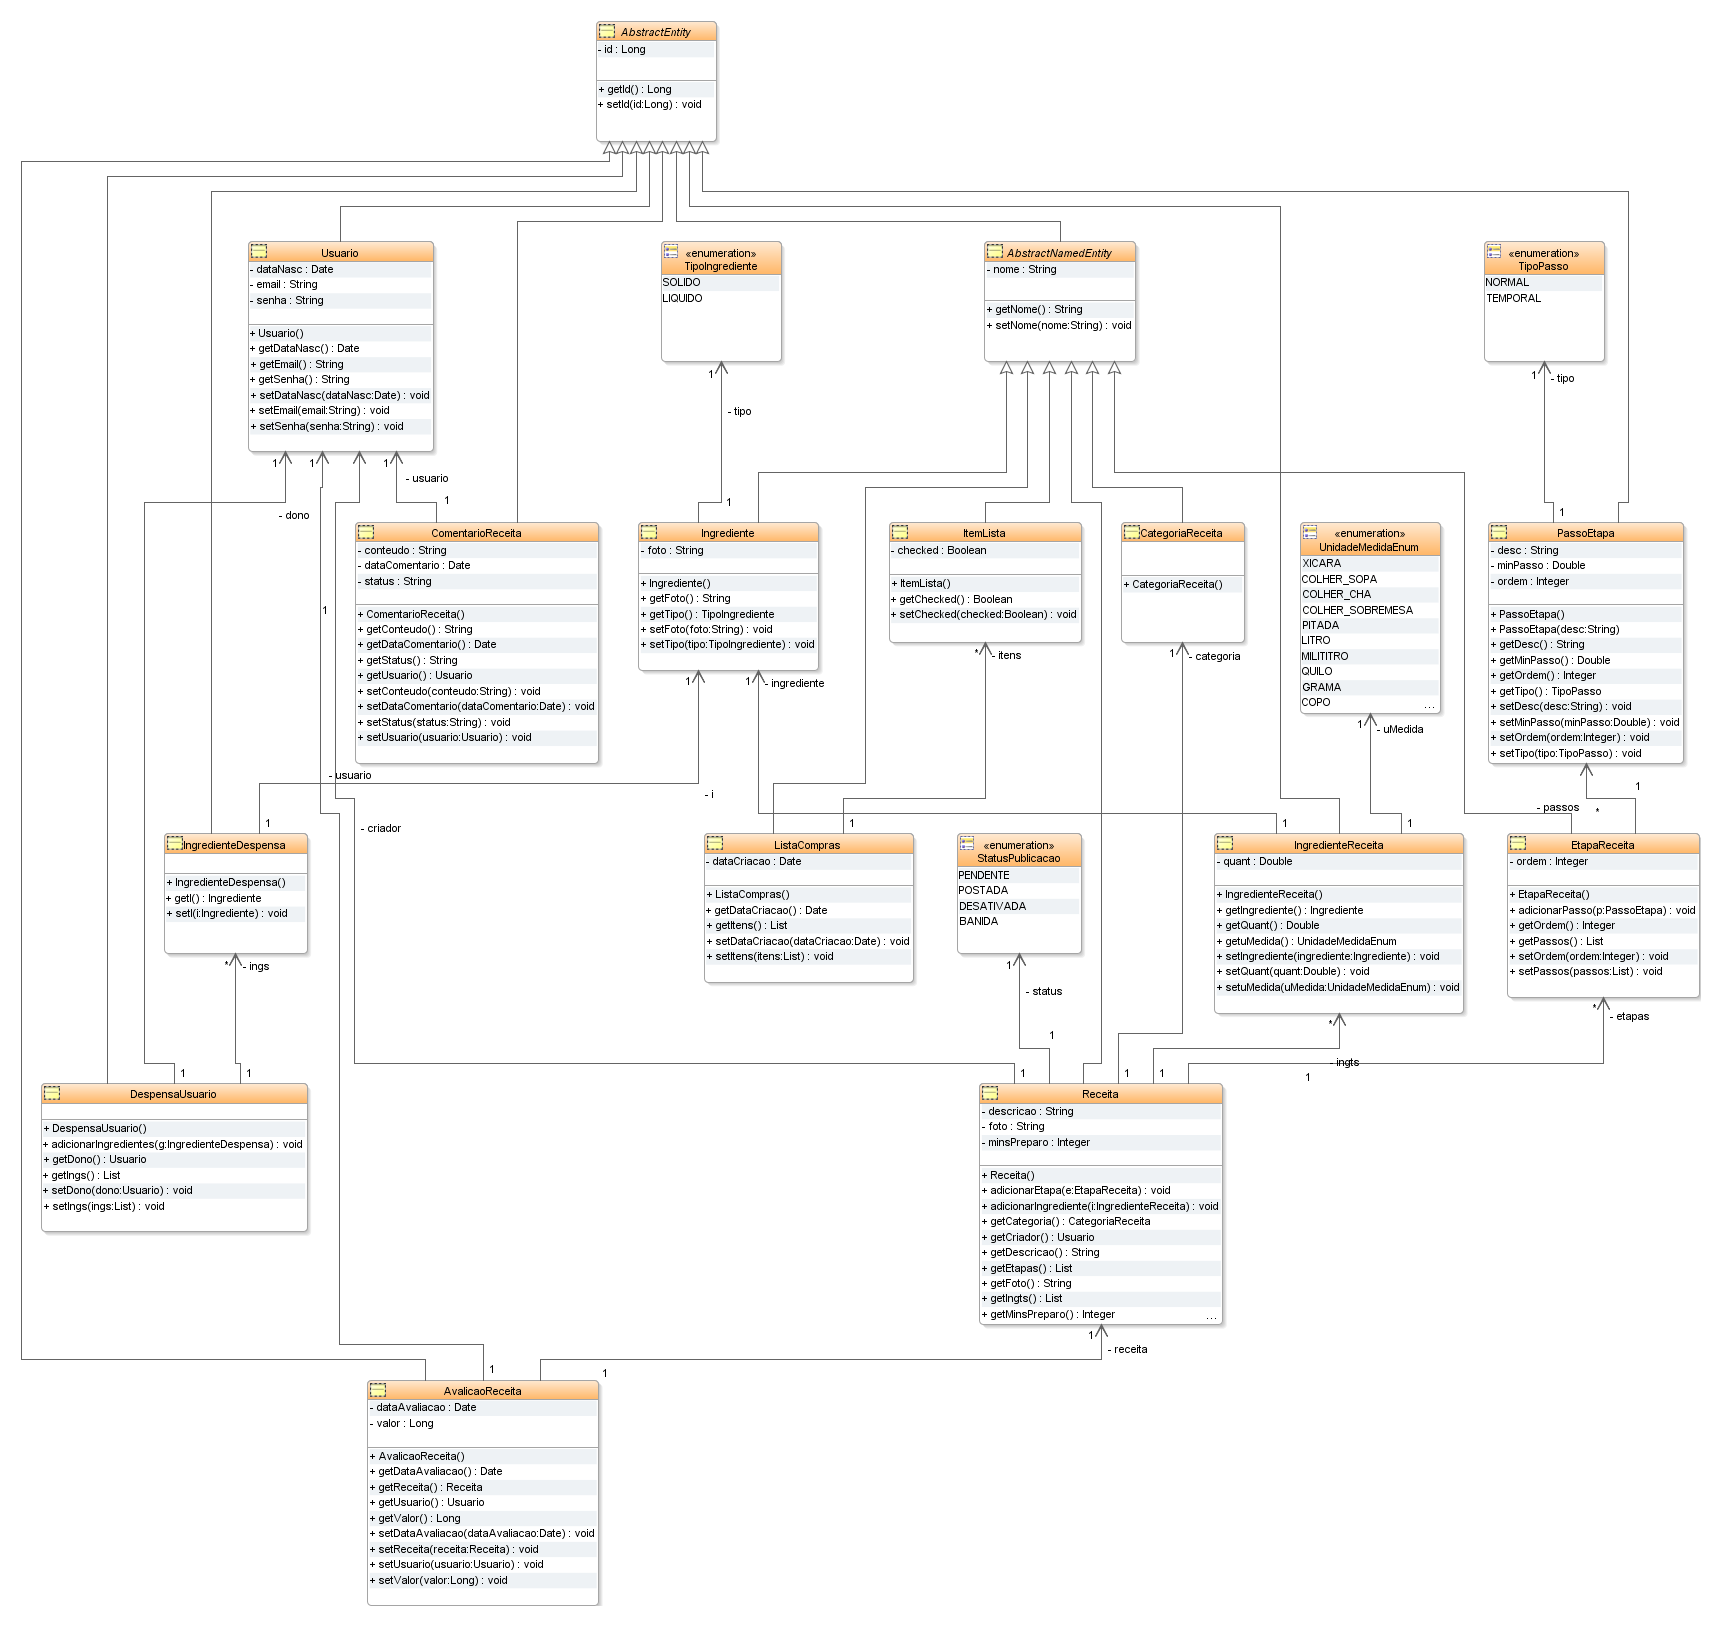 AbstractEntity
- id : Long
+ getId() : Long
+ setId(id:Long) : void
Usuario
- dataNasc : Date
- email : String
- senha : String
+ Usuario()
+ getDataNasc() : Date
+ getEmail() : String
+ getSenha() : String
+ setDataNasc(dataNasc:Date) : void
+ setEmail(email:String) : void
+ setSenha(senha:String) : void
«enumeration»
TipoIngrediente
SOLIDO
LIQUIDO
AbstractNamedEntity
- nome : String
+ getNome() : String
+ setNome(nome:String) : void
«enumeration»
TipoPasso
NORMAL
TEMPORAL
1
- tipo
1
- tipo
1
1
1
- usuario
1
- dono
1
1
ComentarioReceita
- conteudo : String
- dataComentario : Date
- status : String
+ ComentarioReceita()
+ getConteudo() : String
+ getDataComentario() : Date
+ getStatus() : String
+ getUsuario() : Usuario
+ setConteudo(conteudo:String) : void
+ setDataComentario(dataComentario:Date) : void
+ setStatus(status:String) : void
+ setUsuario(usuario:Usuario) : void
Ingrediente
- foto : String
+ Ingrediente()
+ getFoto() : String
+ getTipo() : TipoIngrediente
+ setFoto(foto:String) : void
+ setTipo(tipo:TipoIngrediente) : void
ItemLista
- checked : Boolean
+ ItemLista()
+ getChecked() : Boolean
+ setChecked(checked:Boolean) : void
CategoriaReceita
+ CategoriaReceita()
«enumeration»
UnidadeMedidaEnum
XICARA
COLHER_SOPA
COLHER_CHA
COLHER_SOBREMESA
PITADA
LITRO
MILITITRO
QUILO
GRAMA
COPO
...
PassoEtapa
- desc : String
- minPasso : Double
- ordem : Integer
+ PassoEtapa()
+ PassoEtapa(desc:String)
+ getDesc() : String
+ getMinPasso() : Double
+ getOrdem() : Integer
+ getTipo() : TipoPasso
+ setDesc(desc:String) : void
+ setMinPasso(minPasso:Double) : void
+ setOrdem(ordem:Integer) : void
+ setTipo(tipo:TipoPasso) : void
1
* - itens
1 - categoria
1
1 - ingrediente
1 - uMedida
- usuario
- i
1
- passos
*
1
- criador
1
1
1
IngredienteDespensa
+ IngredienteDespensa()
+ getI() : Ingrediente
+ setI(i:Ingrediente) : void
ListaCompras
- dataCriacao : Date
+ ListaCompras()
+ getDataCriacao() : Date
+ getItens() : List
+ setDataCriacao(dataCriacao:Date) : void
+ setItens(itens:List) : void
«enumeration»
StatusPublicacao
PENDENTE
POSTADA
DESATIVADA
BANIDA
IngredienteReceita
- quant : Double
+ IngredienteReceita()
+ getIngrediente() : Ingrediente
+ getQuant() : Double
+ getuMedida() : UnidadeMedidaEnum
+ setIngrediente(ingrediente:Ingrediente) : void
+ setQuant(quant:Double) : void
+ setuMedida(uMedida:UnidadeMedidaEnum) : void
EtapaReceita
- ordem : Integer
+ EtapaReceita()
+ adicionarPasso(p:PassoEtapa) : void
+ getOrdem() : Integer
+ getPassos() : List
+ setOrdem(ordem:Integer) : void
+ setPassos(passos:List) : void
* - ings
1
- status
*
* - etapas
1
- ingts
1
1
1
1
1
1
DespensaUsuario
+ DespensaUsuario()
+ adicionarIngredientes(g:IngredienteDespensa) : void
+ getDono() : Usuario
+ getIngs() : List
+ setDono(dono:Usuario) : void
+ setIngs(ings:List) : void
Receita
- descricao : String
- foto : String
- minsPreparo : Integer
+ Receita()
+ adicionarEtapa(e:EtapaReceita) : void
+ adicionarIngrediente(i:IngredienteReceita) : void
+ getCategoria() : CategoriaReceita
+ getCriador() : Usuario
+ getDescricao() : String
+ getEtapas() : List
+ getFoto() : String
+ getIngts() : List
+ getMinsPreparo() : Integer
...
1
- receita
1
1
AvalicaoReceita
- dataAvaliacao : Date
- valor : Long
+ AvalicaoReceita()
+ getDataAvaliacao() : Date
+ getReceita() : Receita
+ getUsuario() : Usuario
+ getValor() : Long
+ setDataAvaliacao(dataAvaliacao:Date) : void
+ setReceita(receita:Receita) : void
+ setUsuario(usuario:Usuario) : void
+ setValor(valor:Long) : void